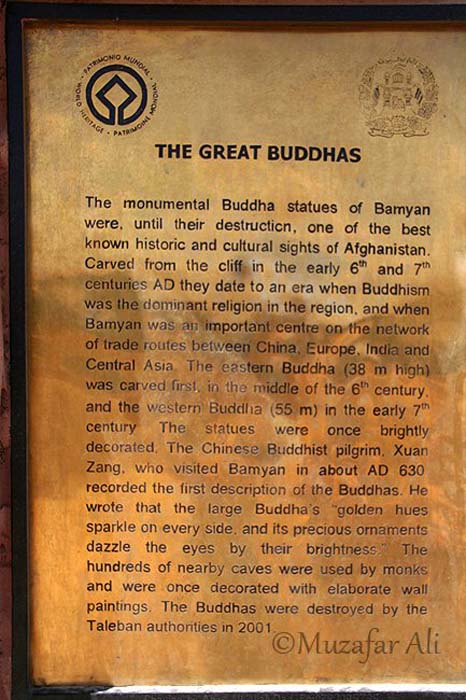 PATRIMONIO MUNDIAL • WORLD HERITAGE • PATRIMOINE MONDIAL •
THE GREAT BUDDHAS
The monumental Buddha statues of Bamyan
were, until their destruction, one of the best
known historic and cultural sights of Afghanistan.
Carved from the cliff in the early 6th and 7th
centuries AD they date to an era when Buddhism
was the dominant religion in the region, and when
Bamyan was an important centre on the network
of trade routes between China, Europe, India and
Central Asia. The eastern Buddha (38 m high)
was carved first, in the middle of the 6th century,
and the western Buddha (55 m) in the early 7th
century. The statues were once brightly
decorated. The Chinese Buddhist pilgrim, Xuan
Zang, who visited Bamyan in about AD 630
recorded the first description of the Buddhas. He
wrote that the large Buddha's "golden hues
sparkle on every side, and its precious ornaments
dazzle the eyes by their brightness." The
hundreds of nearby caves were used by monks
and were once decorated with elaborate wall
paintings. The Buddhas were destroyed by the
Taleban authorities in 2001.
©Muzafar Ali